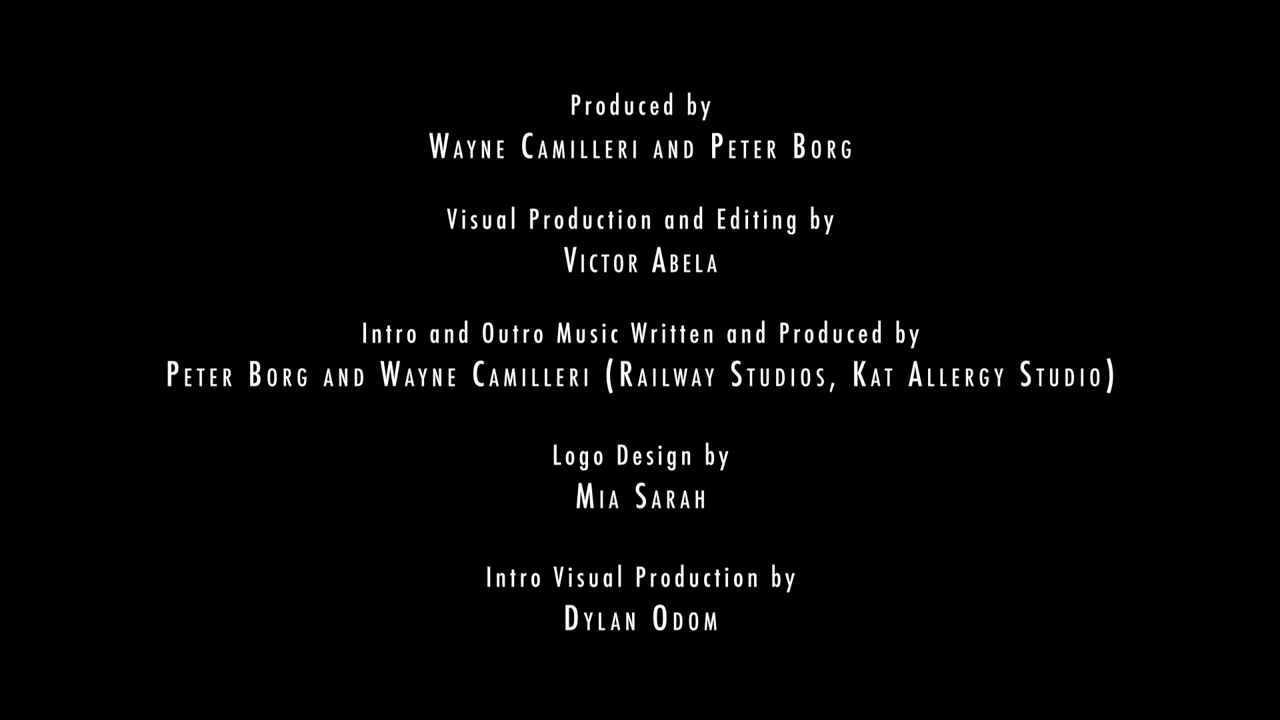 Produced by
Wayne Camilleri and Peter Borg
Visual Production and Editing by
Victor Abela
Intro and Outro Music Written and Produced by
Peter Borg and Wayne Camilleri (Railway Studios, Kat Allergy Studio)
Logo Design by
Mia Sarah
Intro Visual Production by
Dylan Odom